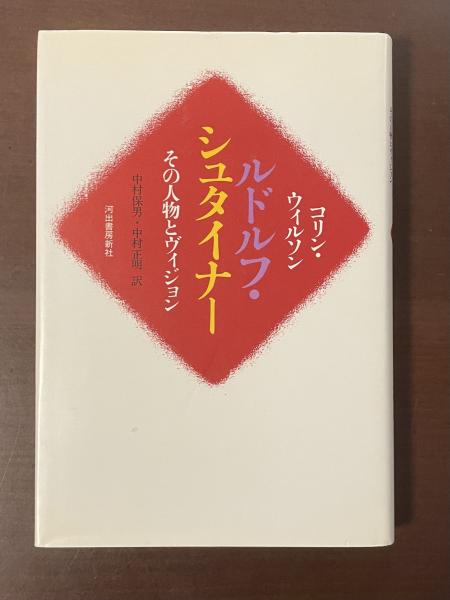 コリン・
ウィルソン
ルドルフ・
シュタイナー
その人物とヴィジョン
中村保男・中村正明 訳
河出書房新社